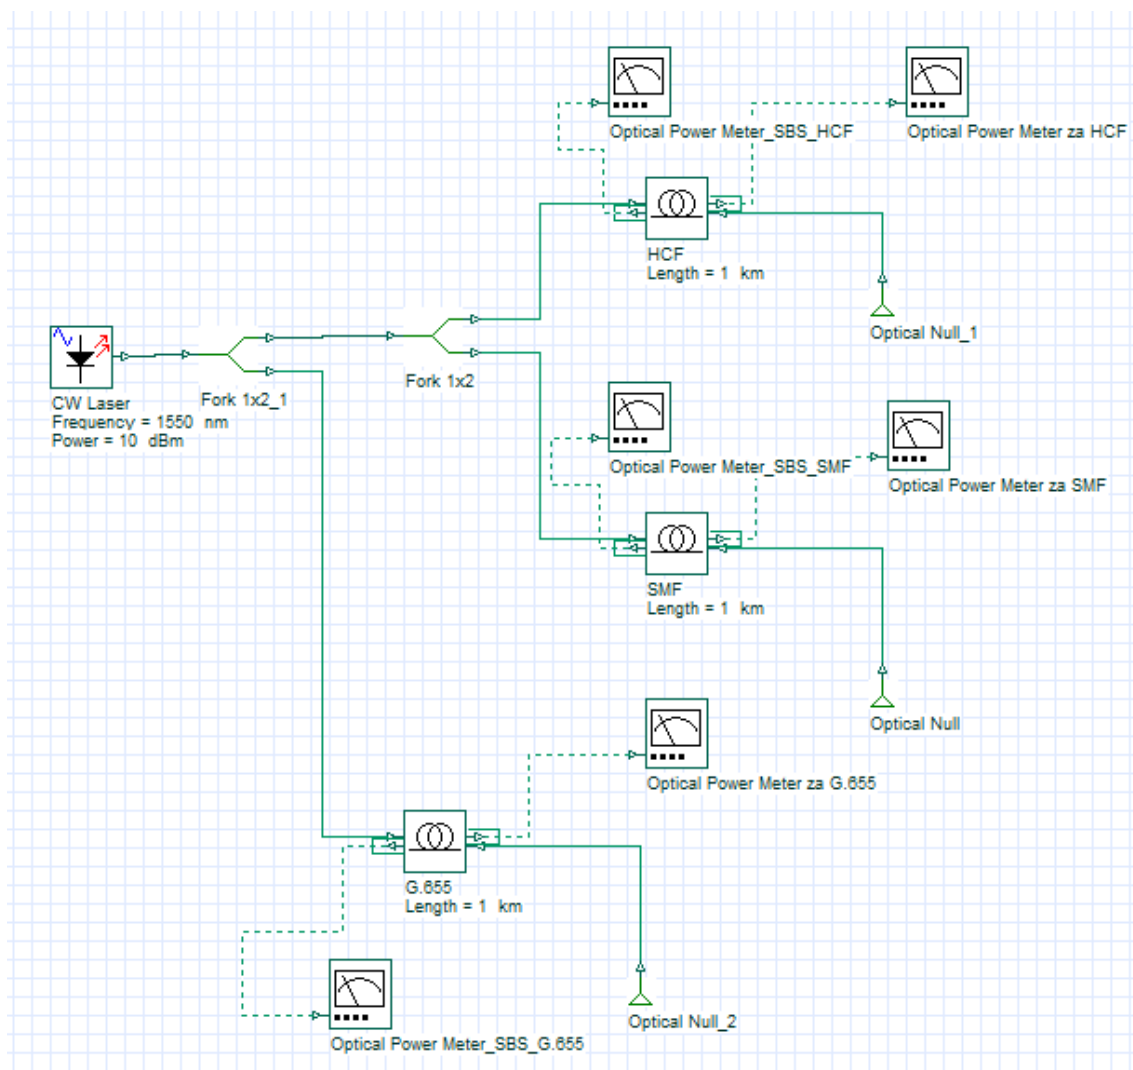 Optical Power Meter_SBS_HCF
Optical Power Meter za HCF
HCF
Length = 1 km
Optical Null_1
CW Laser
Frequency = 1550 nm
Power = 10 dBm
Fork 1x2_1
Fork 1x2
Optical Power Meter_SBS_SMF
Optical Power Meter za SMF
SMF
Length = 1 km
Optical Null
Optical Power Meter za G.655
G.655
Length = 1 km
Optical Null_2
Optical Power Meter_SBS_G.655